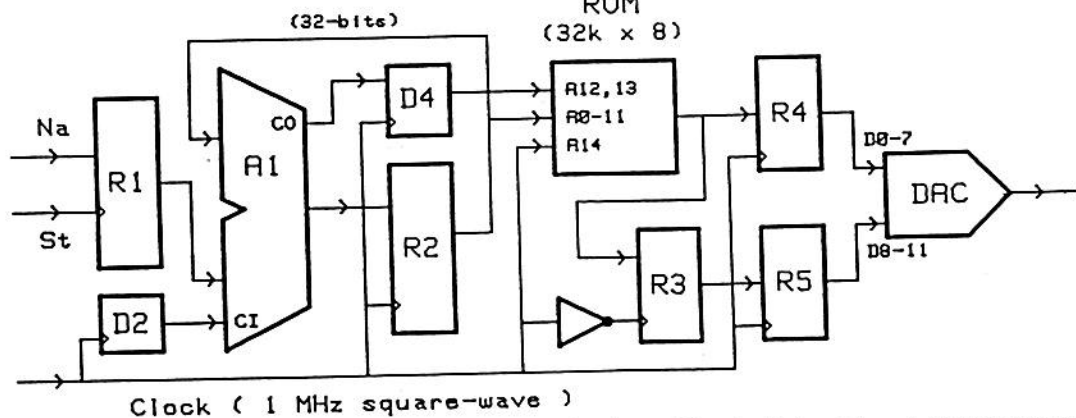 (32-bits)
ROM
(32k x 8)
Na
St
R1
D2
A1
CO
CI
D4
R2
A12,13
A0-11
A14
R3
R4
R5
D0-7
D8-11
DAC
Clock ( 1 MHz square-wave )